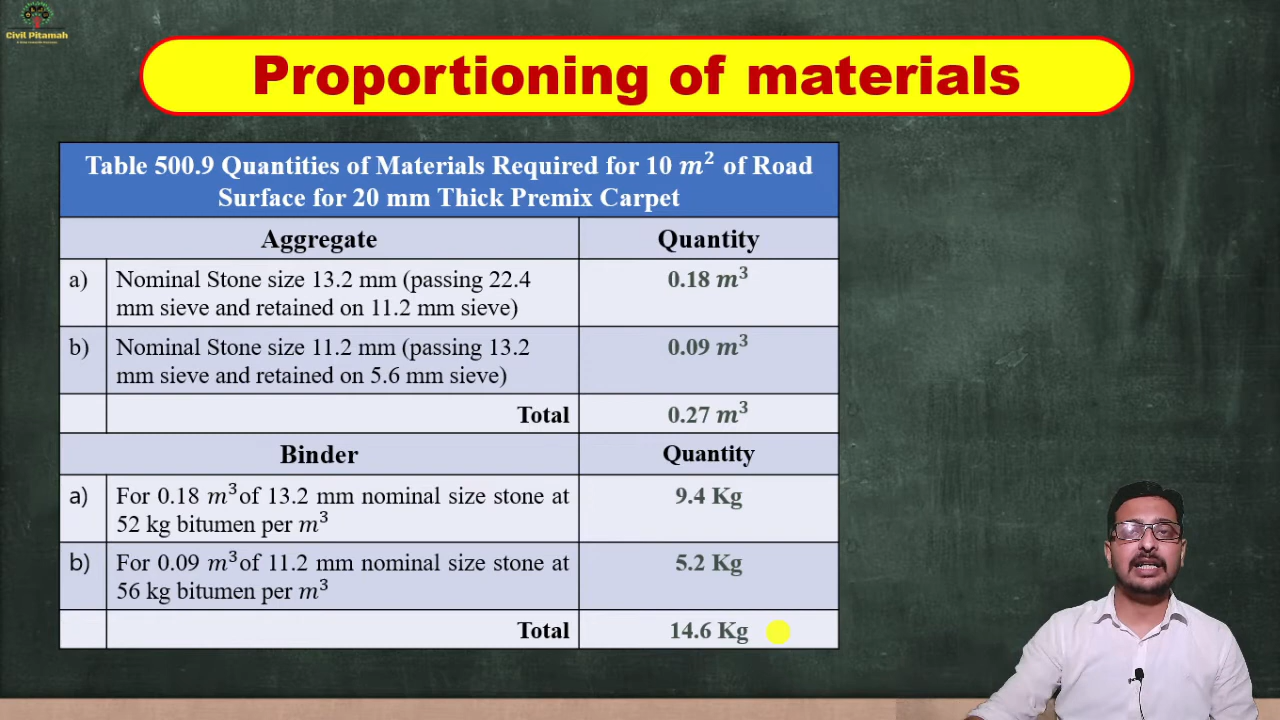 Civil Pitamah
Proportioning of materials
Table 500.9 Quantities of Materials Required for 10 m² of Road
Surface for 20 mm Thick Premix Carpet
Aggregate Quantity
a) Nominal Stone size 13.2 mm (passing 22.4 0.18 m³
mm sieve and retained on 11.2 mm sieve)
b) Nominal Stone size 11.2 mm (passing 13.2 0.09 m³
mm sieve and retained on 5.6 mm sieve)
Total 0.27 m³
Binder Quantity
a) For 0.18 m³of 13.2 mm nominal size stone at 9.4 Kg
52 kg bitumen per m³
b) For 0.09 m³of 11.2 mm nominal size stone at 5.2 Kg
56 kg bitumen per m³
Total 14.6 Kg